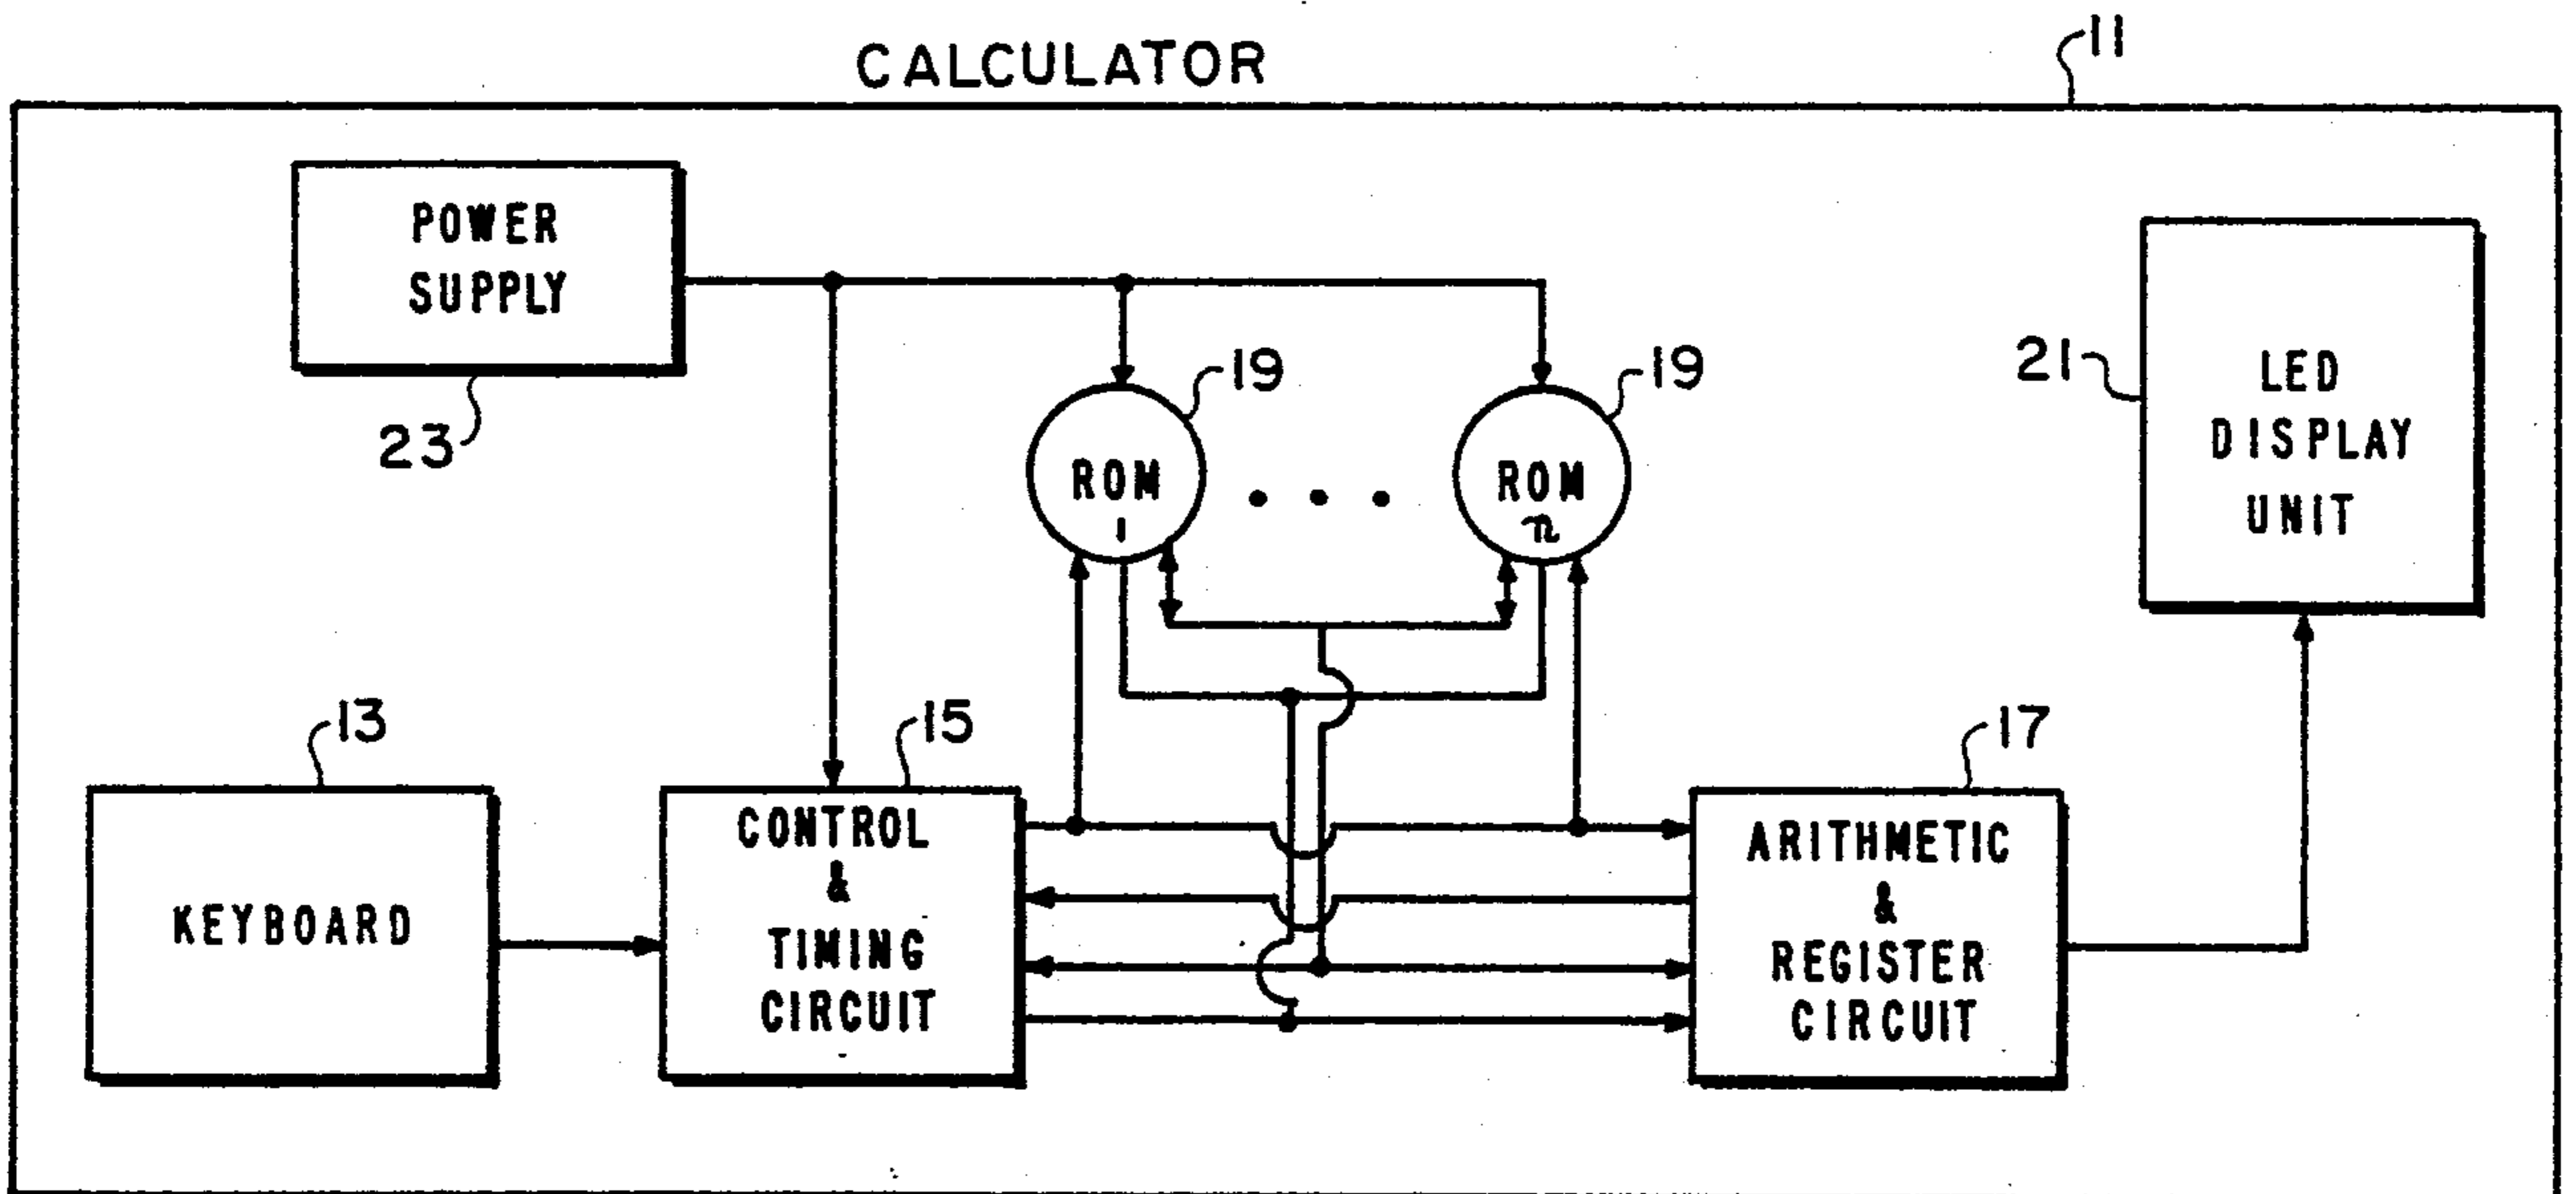 CALCULATOR
11
POWER
SUPPLY
23
19
19
ROM
1
• • •
ROM
n
21
LED
DISPLAY
UNIT
13
KEYBOARD
15
CONTROL
&
TIMING
CIRCUIT
17
ARITHMETIC
&
REGISTER
CIRCUIT